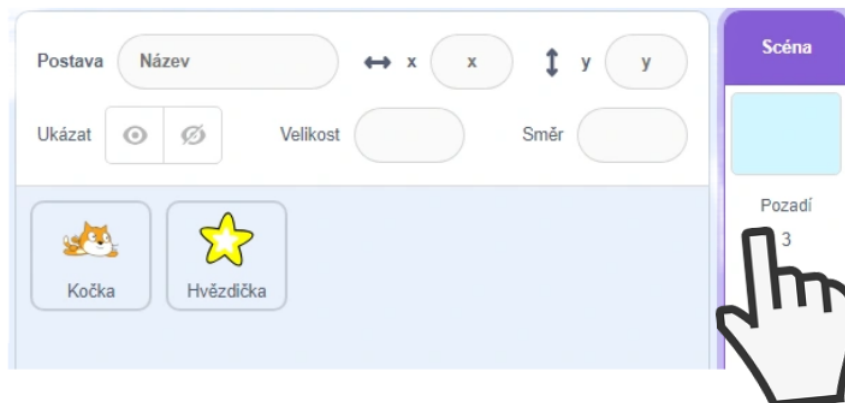 Postava Název x x y y
Ukázat Velikost Směr
Kočka Hvězdička
Scéna
Pozadí
3